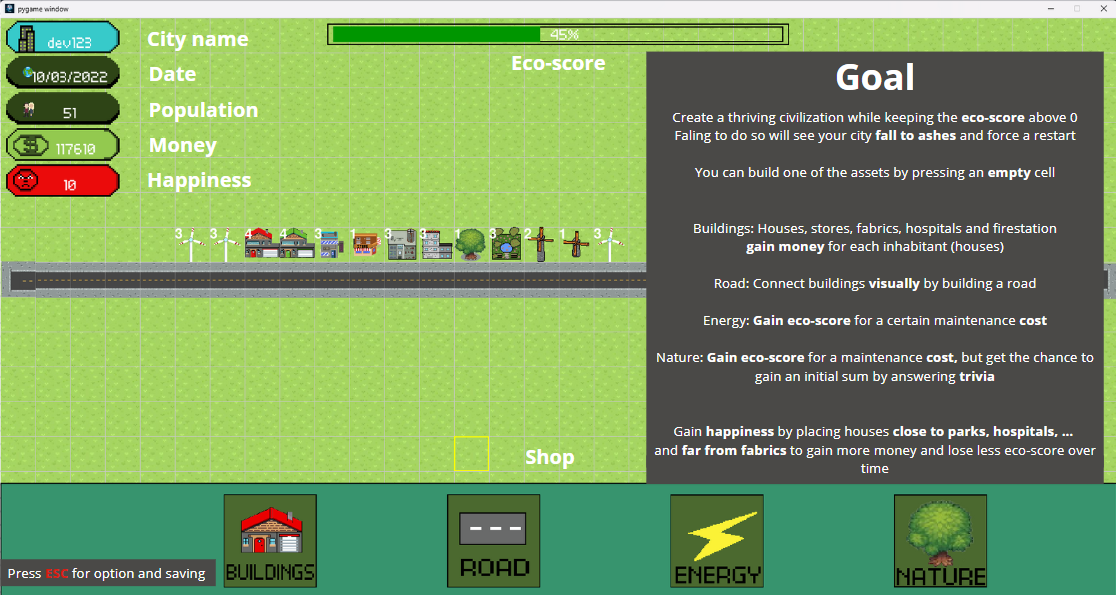 pygame window
dev123
City name
45%
Eco-score
10/03/2022
Date
51
Population
117610
Money
10
Happiness
Goal
Create a thriving civilization while keeping the eco-score above 0
Faling to do so will see your city fall to ashes and force a restart
You can build one of the assets by pressing an empty cell
Buildings: Houses, stores, fabrics, hospitals and firestation
gain money for each inhabitant (houses)
Road: Connect buildings visually by building a road
Energy: Gain eco-score for a certain maintenance cost
Nature: Gain eco-score for a maintenance cost, but get the chance to
gain an initial sum by answering trivia
Gain happiness by placing houses close to parks, hospitals, ...
and far from fabrics to gain more money and lose less eco-score over
time
3 3 4 4 3 1 3 3 1 3 2 1 3
Shop
Press ESC for option and saving
BUILDINGS
ROAD
ENERGY
NATURE